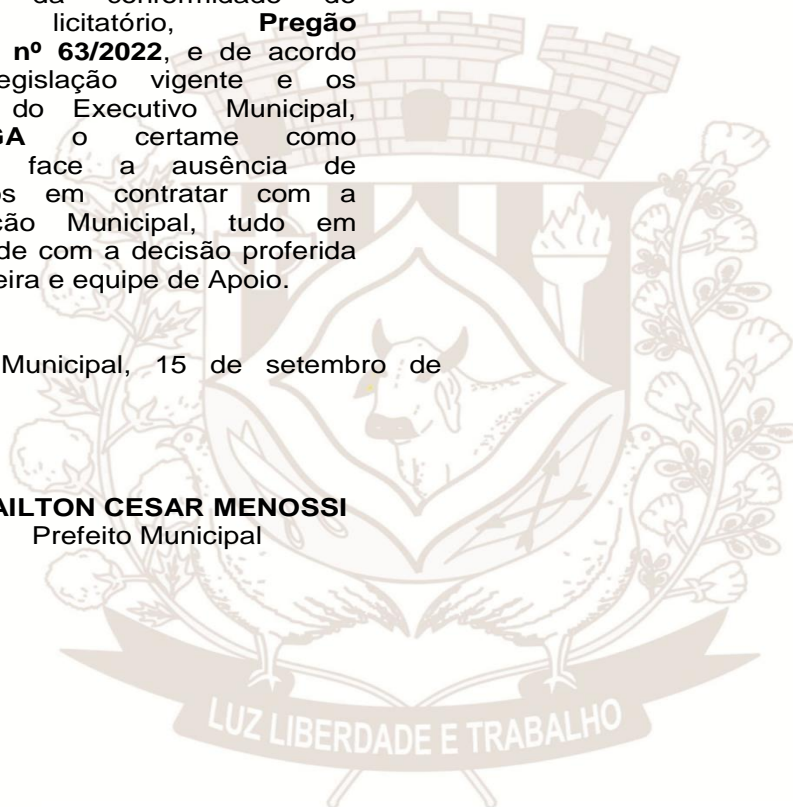 da conformidade do
licitatório, Pregão
nº 63/2022, e de acordo
egislação vigente e os
do Executivo Municipal,
GA o certame como
face a ausência de
os em contratar com a
ção Municipal, tudo em
de com a decisão proferida
eira e equipe de Apoio.
Municipal, 15 de setembro de
AILTON CESAR MENOSSI
Prefeito Municipal
LUZ LIBERDADE E TRABALHO